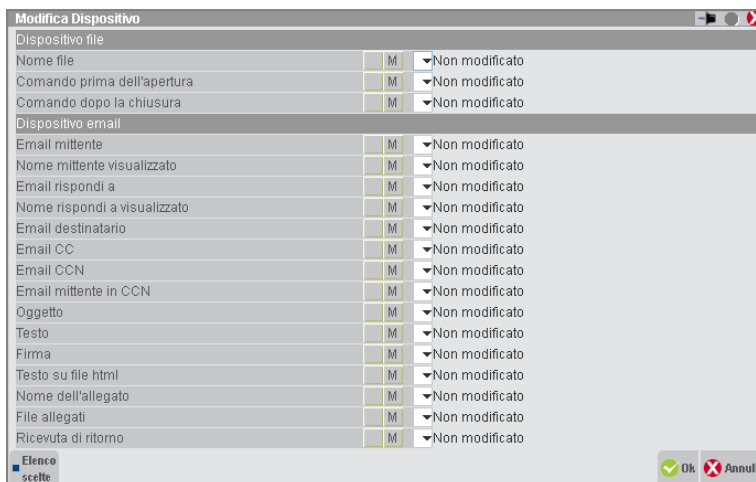 Modifica Dispositivo
Dispositivo file
Nome file M Non modificato
Comando prima dell'apertura M Non modificato
Comando dopo la chiusura M Non modificato
Dispositivo email
Email mittente M Non modificato
Nome mittente visualizzato M Non modificato
Email rispondi a M Non modificato
Nome rispondi a visualizzato M Non modificato
Email destinatario M Non modificato
Email CC M Non modificato
Email CCN M Non modificato
Email mittente in CCN M Non modificato
Oggetto M Non modificato
Testo M Non modificato
Firma M Non modificato
Testo su file html M Non modificato
Nome dell'allegato M Non modificato
File allegati M Non modificato
Ricevuta di ritorno M Non modificato
Elenco
scelte
Ok Annull